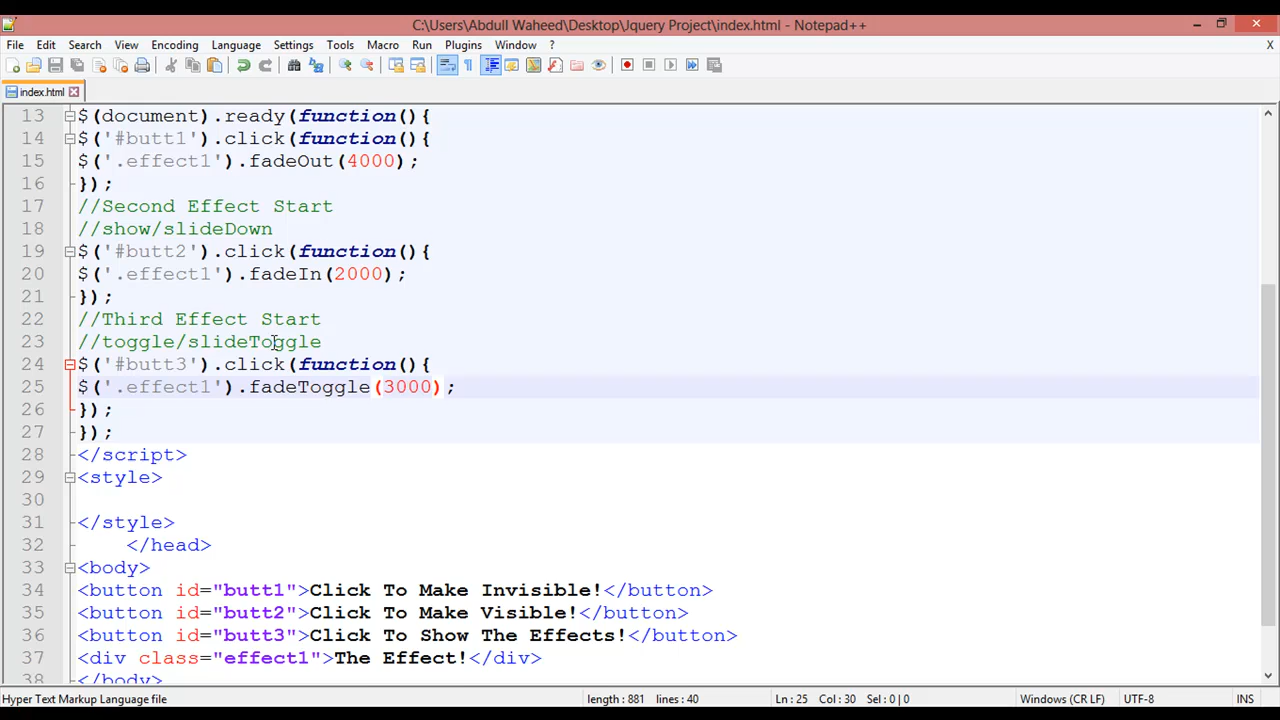 C:\Users\Abdull Waheed\Desktop\Jquery Project\index.html - Notepad++
File Edit Search View Encoding Language Settings Tools Macro Run Plugins Window ? X
index.html
13 $(document).ready(function(){
14 $('#butt1').click(function(){
15 $('.effect1').fadeOut(4000);
16 });
17 //Second Effect Start
18 //show/slideDown
19 $('#butt2').click(function(){
20 $('.effect1').fadeIn(2000);
21 });
22 //Third Effect Start
23 //toggle/slideToggle
24 $('#butt3').click(function(){
25 $('.effect1').fadeToggle(3000);
26 });
27 });
28 </script>
29 <style>
30
31 </style>
32 </head>
33 <body>
34 <button id="butt1">Click To Make Invisible!</button>
35 <button id="butt2">Click To Make Visible!</button>
36 <button id="butt3">Click To Show The Effects!</button>
37 <div class="effect1">The Effect!</div>
38 </body>
Hyper Text Markup Language file length : 881 lines : 40 Ln : 25 Col : 30 Sel : 0 | 0 Windows (CR LF) UTF-8 INS